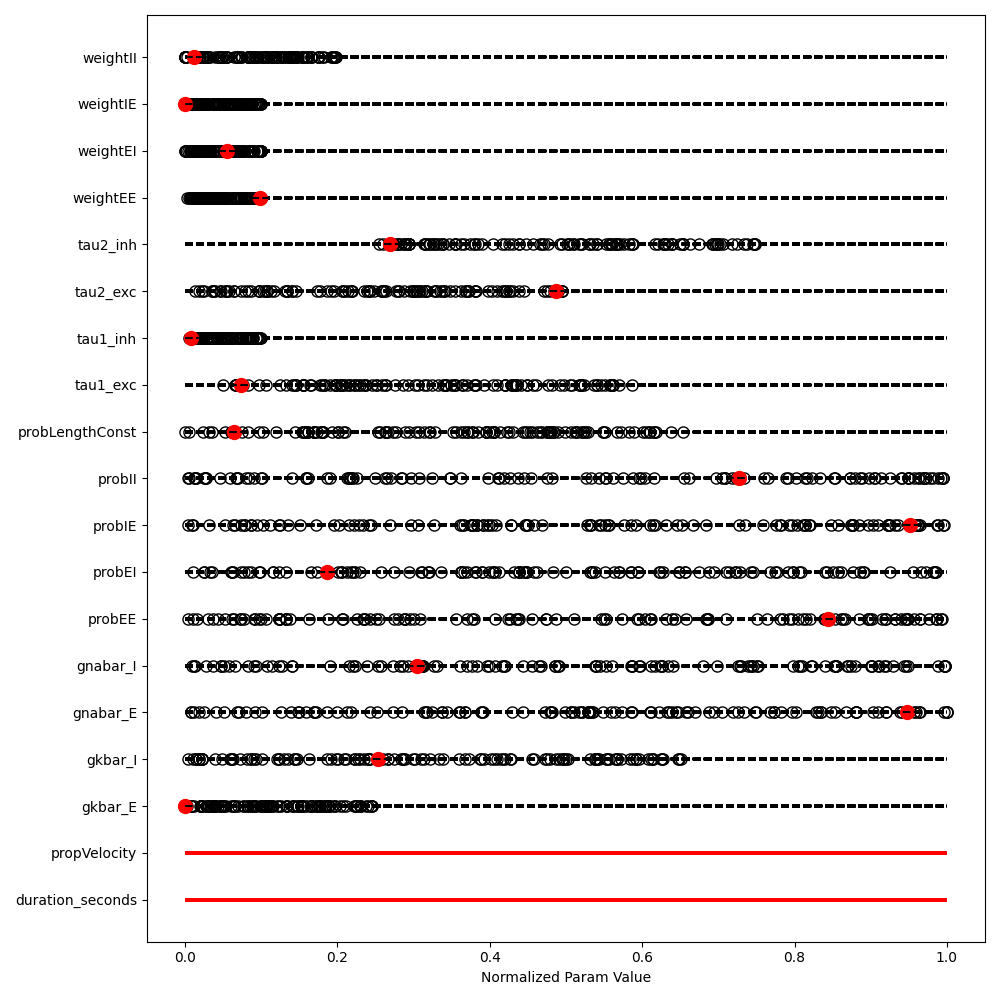 weightII
weightIE
weightEI
weightEE
tau2_inh
tau2_exc
tau1_inh
tau1_exc
probLengthConst
probII
probIE
probEI
probEE
gnabar_I
gnabar_E
gkbar_I
gkbar_E
propVelocity
duration_seconds
0.0 0.2 0.4 0.6 0.8 1.0
Normalized Param Value